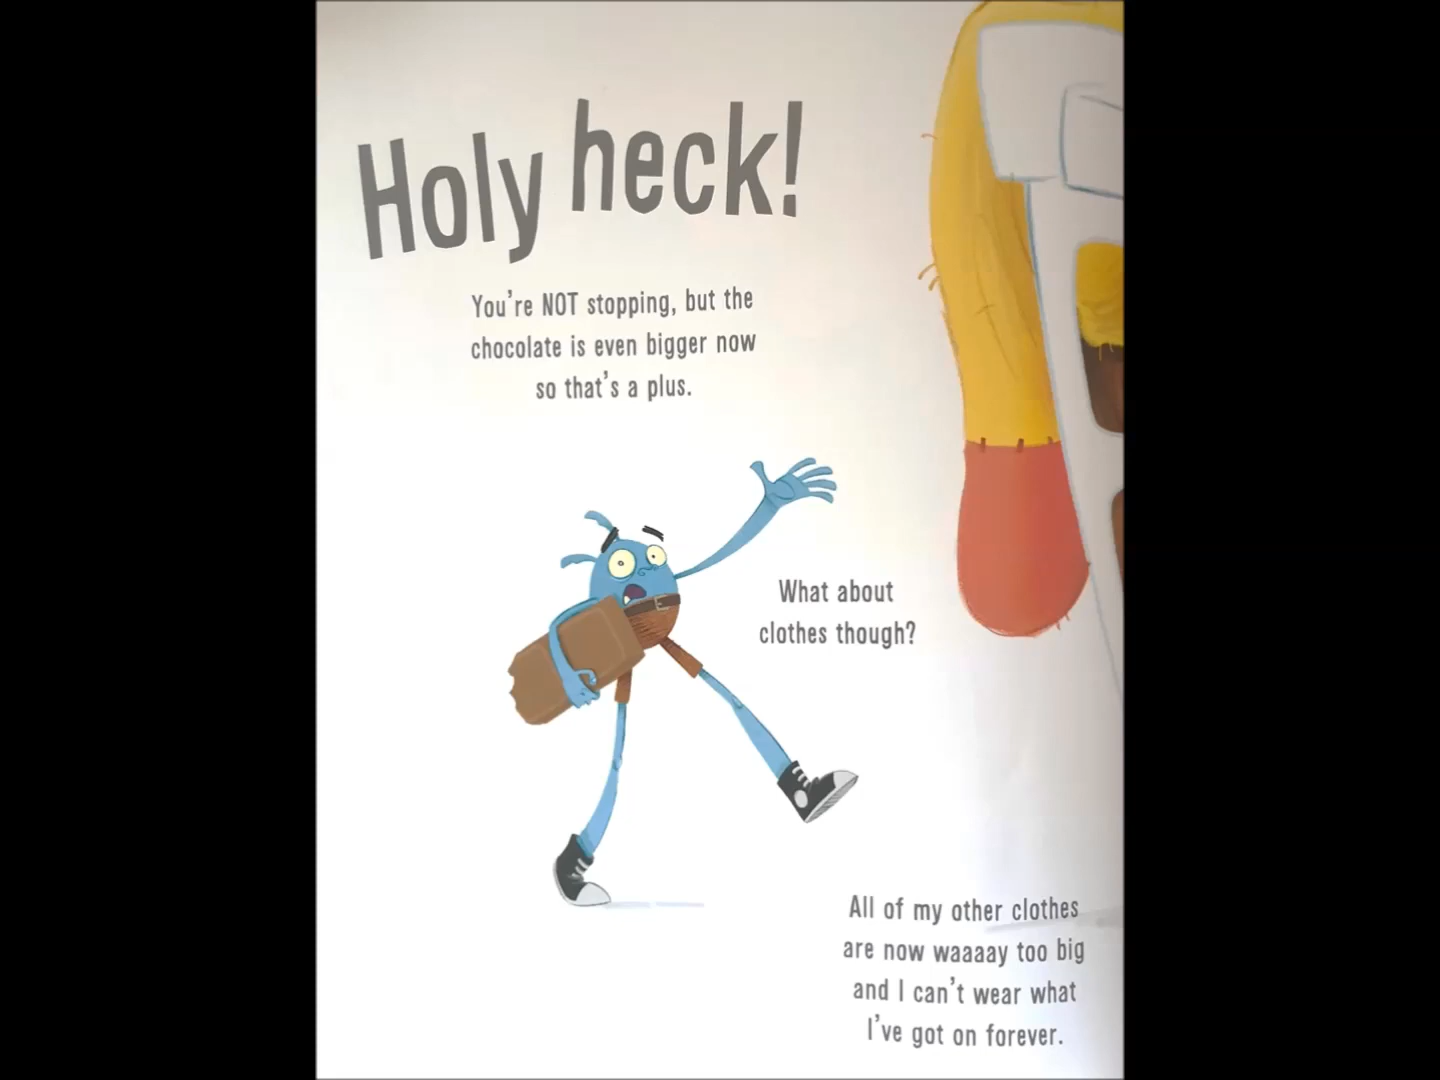 Holy heck!
You're NOT stopping, but the
chocolate is even bigger now
so that's a plus.
What about
clothes though?
All of my other clothes
are now waaaay too big
and I can't wear what
I've got on forever.